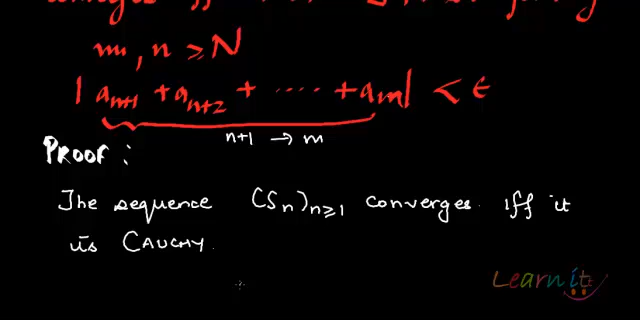 m, n ≥ N
| a_{n+1} + a_{n+2} + ..... + a_m | < ε
n+1 → m
PROOF :
The sequence (S_n)_{n≥1} converges iff it
is CAUCHY.
Learnit